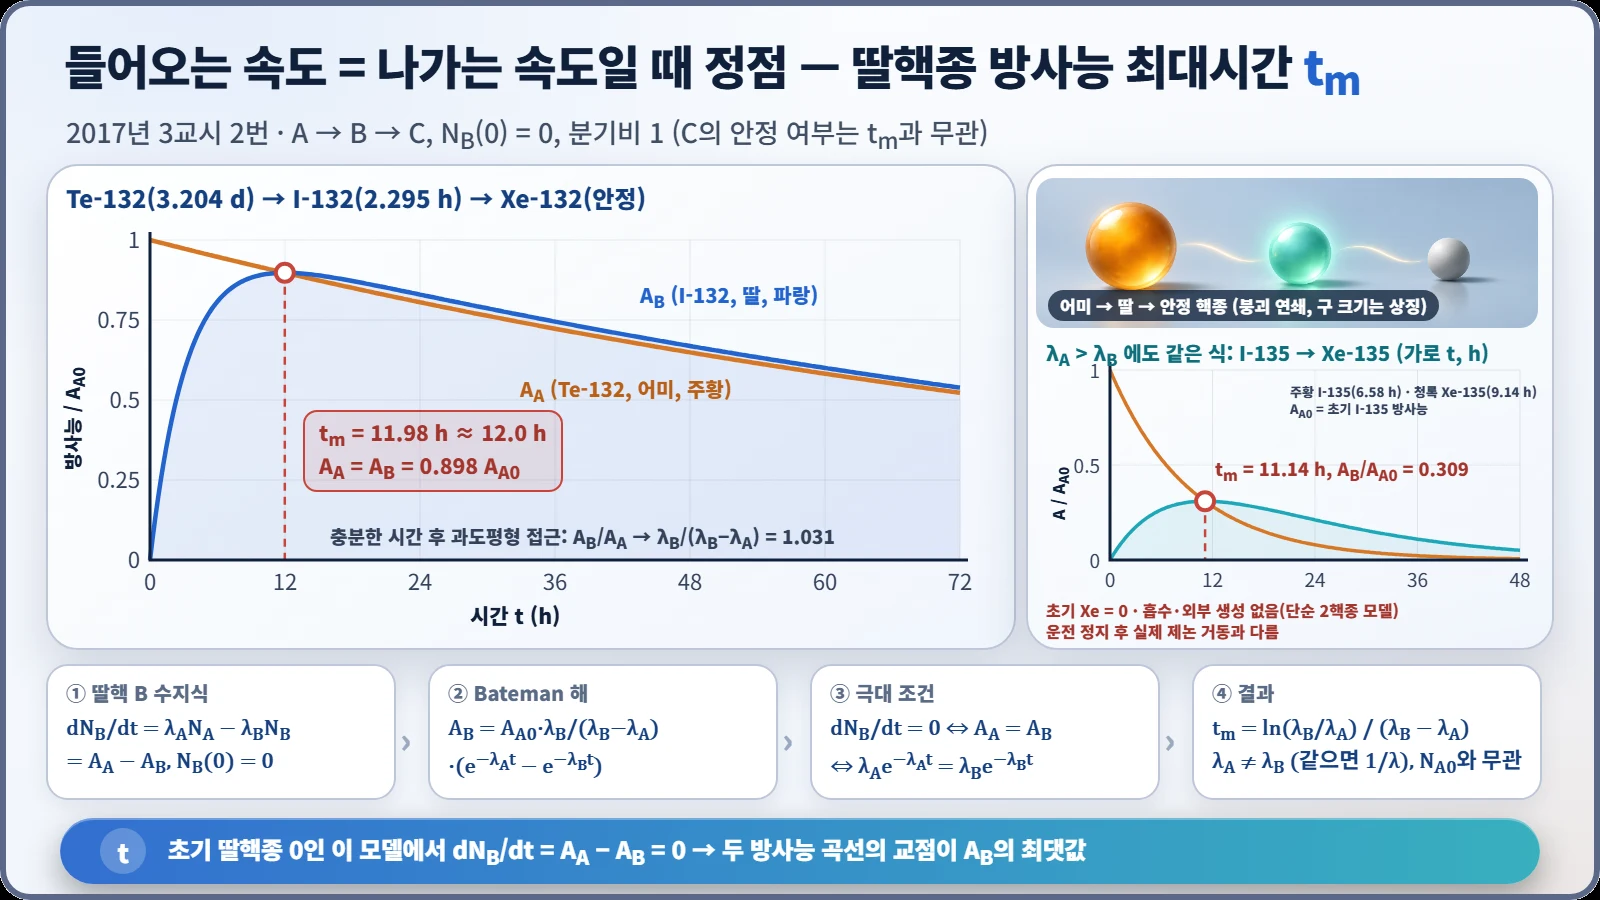 들어오는 속도 = 나가는 속도일 때 정점 — 딸핵종 방사능 최대시간 tm
2017년 3교시 2번 · A → B → C, NB(0) = 0, 분기비 1 (C의 안정 여부는 tm과 무관)
Te-132(3.204 d) → I-132(2.295 h) → Xe-132(안정)
방사능 / AA0
1
0.75
0.5
0.25
0
AB (I-132, 딸, 파랑)
AA (Te-132, 어미, 주황)
tm = 11.98 h ≈ 12.0 h
AA = AB = 0.898 AA0
충분한 시간 후 과도평형 접근: AB/AA → λB/(λB−λA) = 1.031
0 12 24 36 48 60 72
시간 t (h)
어미 → 딸 → 안정 핵종 (붕괴 연쇄, 구 크기는 상징)
λA > λB 에도 같은 식: I-135 → Xe-135 (가로 t, h)
주황 I-135(6.58 h) · 청록 Xe-135(9.14 h)
AA0 = 초기 I-135 방사능
A / AA0
1
0.5
0
tm = 11.14 h, AB/AA0 = 0.309
0 12 24 36 48
초기 Xe = 0 · 흡수·외부 생성 없음(단순 2핵종 모델)
운전 정지 후 실제 제논 거동과 다름
① 딸핵 B 수지식
dNB/dt = λANA − λBNB
= AA − AB, NB(0) = 0
›
② Bateman 해
AB = AA0·λB/(λB−λA)
·(e−λAt − e−λBt)
›
③ 극대 조건
dNB/dt = 0 ⇔ AA = AB
⇔ λAe−λAt = λBe−λBt
›
④ 결과
tm = ln(λB/λA) / (λB − λA)
λA ≠ λB (같으면 1/λ), NA0와 무관
t
초기 딸핵종 0인 이 모델에서 dNB/dt = AA − AB = 0 → 두 방사능 곡선의 교점이 AB의 최댓값